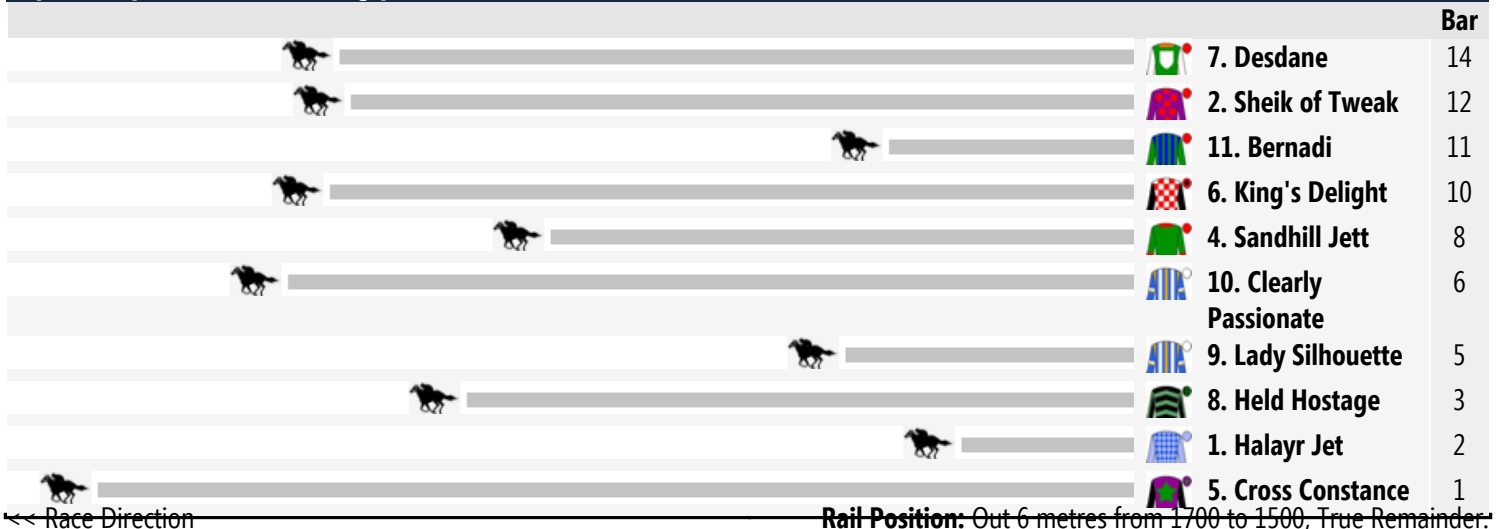 Bar
7. Desdane 14
2. Sheik of Tweak 12
11. Bernadi 11
6. King's Delight 10
4. Sandhill Jett 8
10. Clearly 6
Passionate
9. Lady Silhouette 5
8. Held Hostage 3
1. Halayr Jet 2
5. Cross Constance 1
<< Race Direction Rail Position: Out 6 metres from 1700 to 1500, True Remainder.